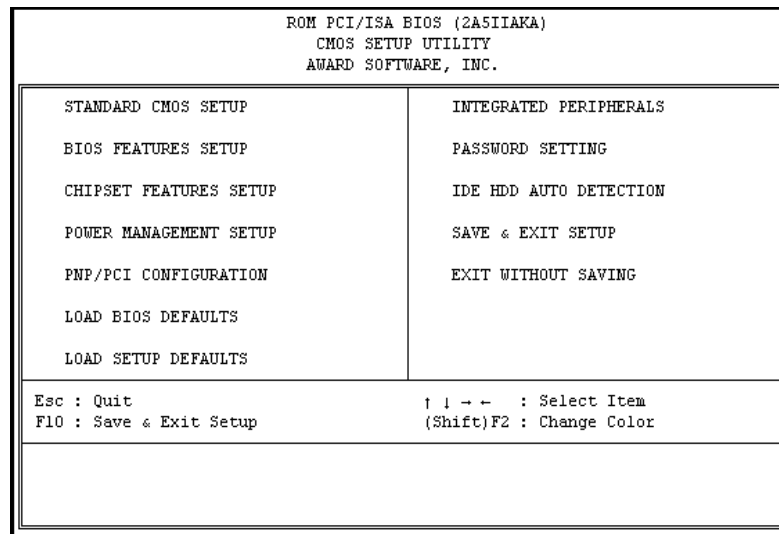 ROM PCI/ISA BIOS (2A5IIAKA)
CMOS SETUP UTILITY
AWARD SOFTWARE, INC.
STANDARD CMOS SETUP
BIOS FEATURES SETUP
CHIPSET FEATURES SETUP
POWER MANAGEMENT SETUP
PNP/PCI CONFIGURATION
LOAD BIOS DEFAULTS
LOAD SETUP DEFAULTS
INTEGRATED PERIPHERALS
PASSWORD SETTING
IDE HDD AUTO DETECTION
SAVE & EXIT SETUP
EXIT WITHOUT SAVING
Esc : Quit
F10 : Save & Exit Setup
↑ ↓ → ← : Select Item
(Shift)F2 : Change Color